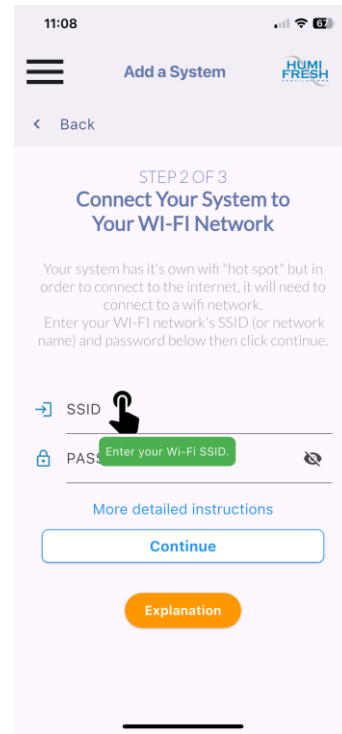 11:08
67
Add a System
HUMI
FRESH
Back
STEP 2 OF 3
Connect Your System to
Your WI-FI Network
Your system has it's own wifi "hot spot" but in
order to connect to the internet, it will need to
connect to a wifi network.
Enter your WI-FI network's SSID (or network
name) and password below then click continue.
SSID
Enter your Wi-Fi SSID.
More detailed instructions
Continue
Explanation